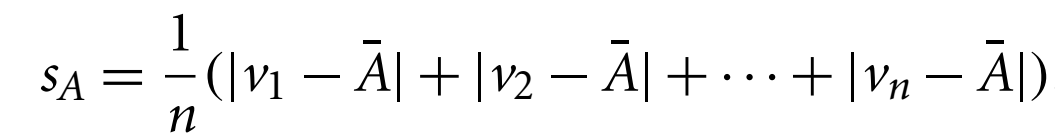 s_A = \frac{1}{n}(|v_1 - \bar{A}| + |v_2 - \bar{A}| + \cdots + |v_n - \bar{A}|)